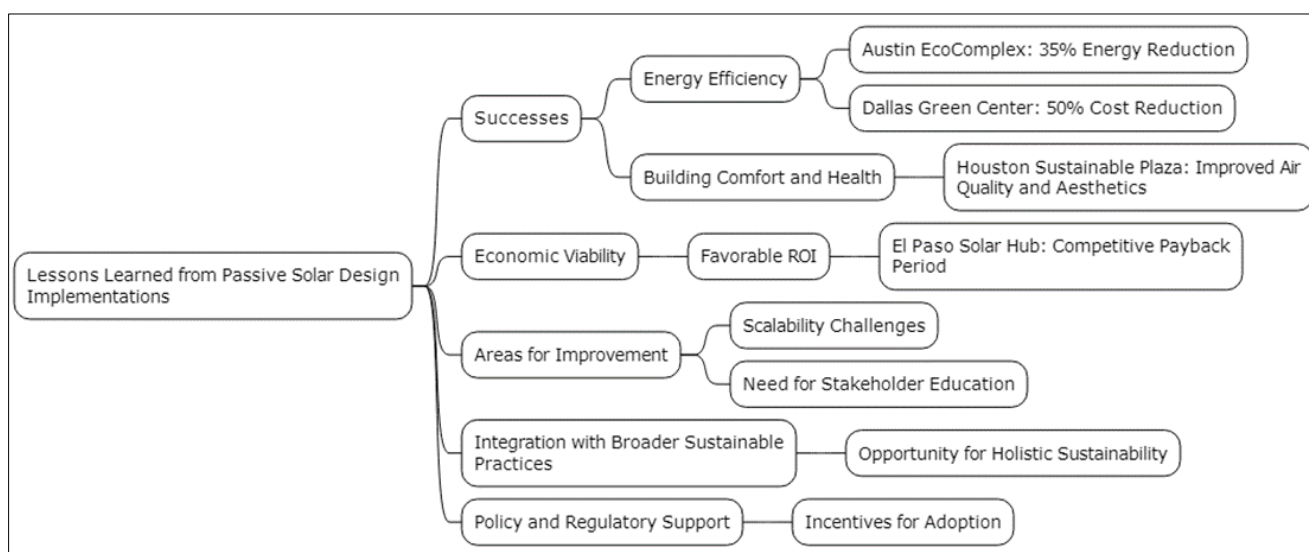 Lessons Learned from Passive Solar Design
Implementations
Successes
Energy Efficiency
Austin EcoComplex: 35% Energy Reduction
Dallas Green Center: 50% Cost Reduction
Building Comfort and Health
Houston Sustainable Plaza: Improved Air
Quality and Aesthetics
Economic Viability
Favorable ROI
El Paso Solar Hub: Competitive Payback
Period
Areas for Improvement
Scalability Challenges
Need for Stakeholder Education
Integration with Broader Sustainable
Practices
Opportunity for Holistic Sustainability
Policy and Regulatory Support
Incentives for Adoption